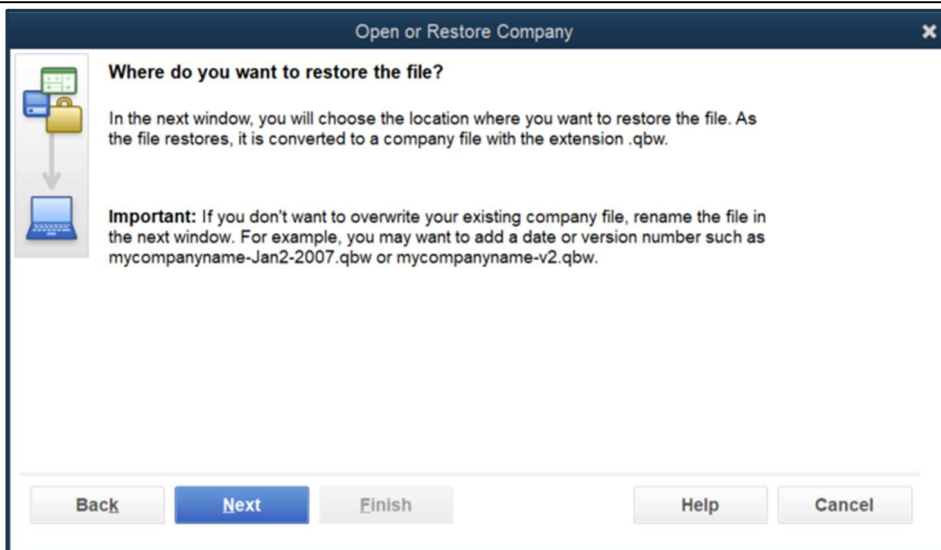 Open or Restore Company
Where do you want to restore the file?
In the next window, you will choose the location where you want to restore the file. As
the file restores, it is converted to a company file with the extension .qbw.
Important: If you don't want to overwrite your existing company file, rename the file in
the next window. For example, you may want to add a date or version number such as
mycompanyname-Jan2-2007.qbw or mycompanyname-v2.qbw.
Back Next Finish Help Cancel